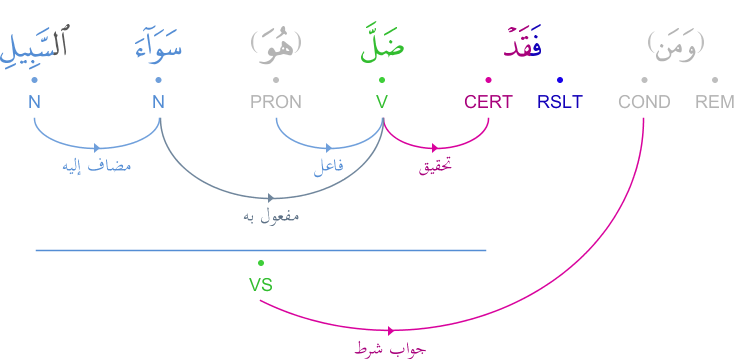 (وَمَن) فَقَدۡ ضَلَّ (هُوَ) سَوَآءَ ٱلسَّبِيلِ
REM COND RSLT CERT V PRON N N
تحقيق فاعل مضاف إليه
مفعول به
VS
جواب شرط